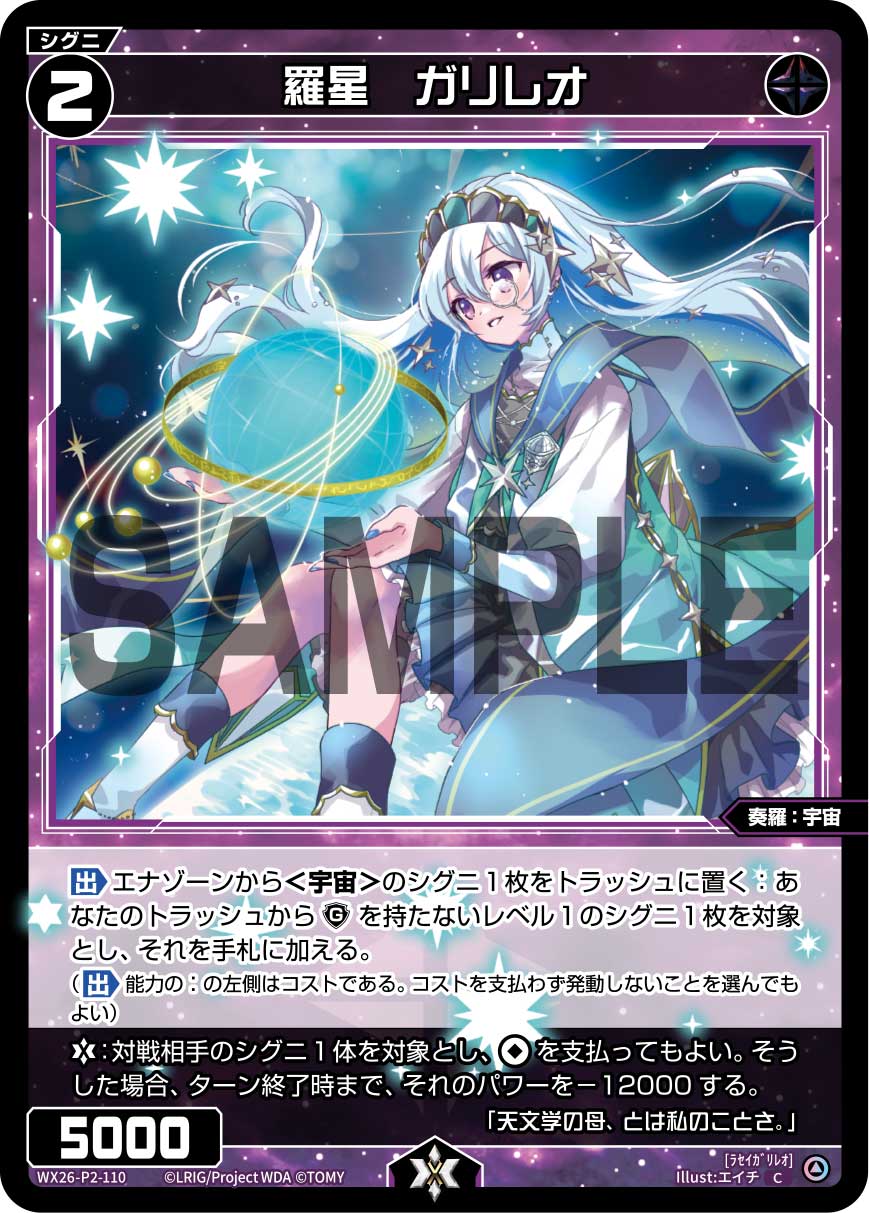 シグニ
2
羅星　ガリレオ
SAMPLE
奏羅：宇宙
出 エナゾーンから＜宇宙＞のシグニ１枚をトラッシュに置く：あ
なたのトラッシュから G を持たないレベル１のシグニ１枚を対象
とし、それを手札に加える。
（出 能力の：の左側はコストである。コストを支払わず発動しないことを選んでも
よい）
：対戦相手のシグニ１体を対象とし、 を支払ってもよい。そう
した場合、ターン終了時まで、それのパワーを－12000 する。
「天文学の母、とは私のことさ。」
5000
WX26-P2-110 ©LRIG/Project WDA ©TOMY
[ﾗｾｲｶﾞﾘﾚｵ]
Illust:エイチ C